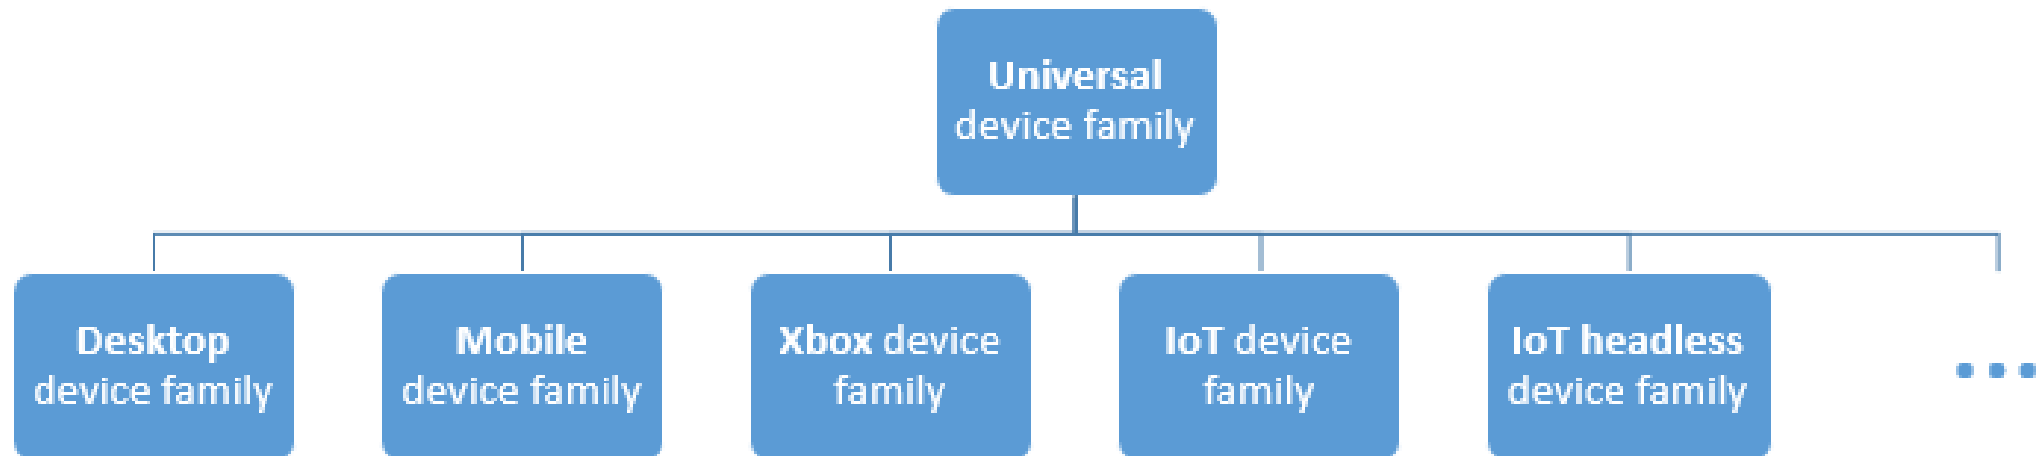 Universal
device family
Desktop
device family
Mobile
device family
Xbox device
family
IoT device
family
IoT headless
device family
...